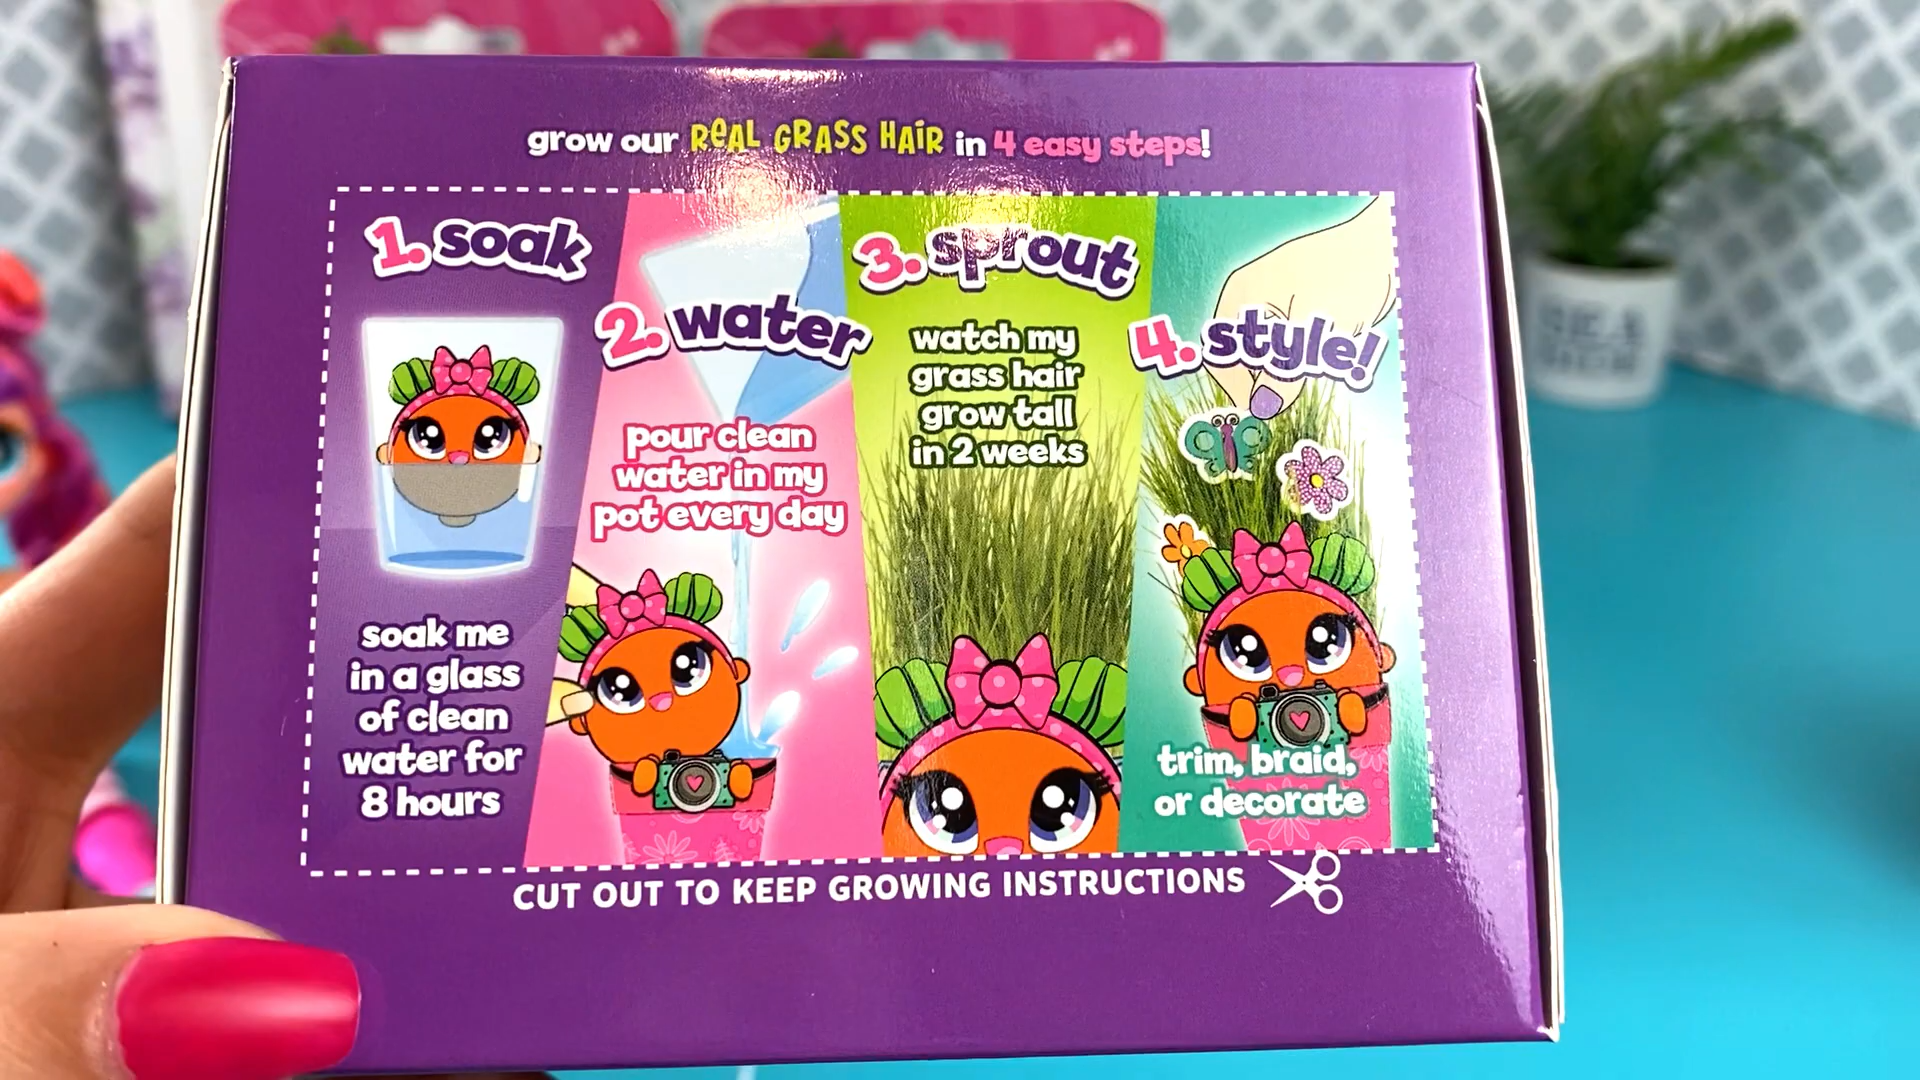 grow our REAL GRASS HAIR in 4 easy steps!
1. soak
soak me
in a glass
of clean
water for
8 hours
2. water
pour clean
water in my
pot every day
3. sprout
watch my
grass hair
grow tall
in 2 weeks
4. style!
trim, braid,
or decorate
CUT OUT TO KEEP GROWING INSTRUCTIONS